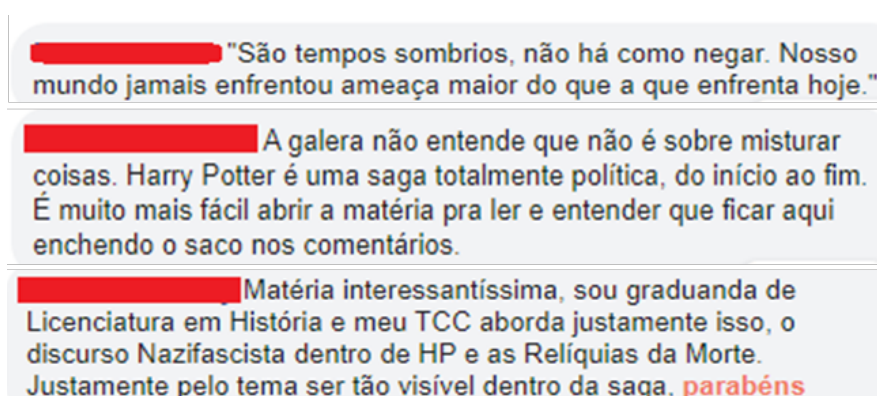 "São tempos sombrios, não há como negar. Nosso
mundo jamais enfrentou ameaça maior do que a que enfrenta hoje."
A galera não entende que não é sobre misturar
coisas. Harry Potter é uma saga totalmente política, do início ao fim.
É muito mais fácil abrir a matéria pra ler e entender que ficar aqui
enchendo o saco nos comentários.
Matéria interessantíssima, sou graduanda de
Licenciatura em História e meu TCC aborda justamente isso, o
discurso Nazifascista dentro de HP e as Relíquias da Morte.
Justamente pelo tema ser tão visível dentro da saga, parabéns